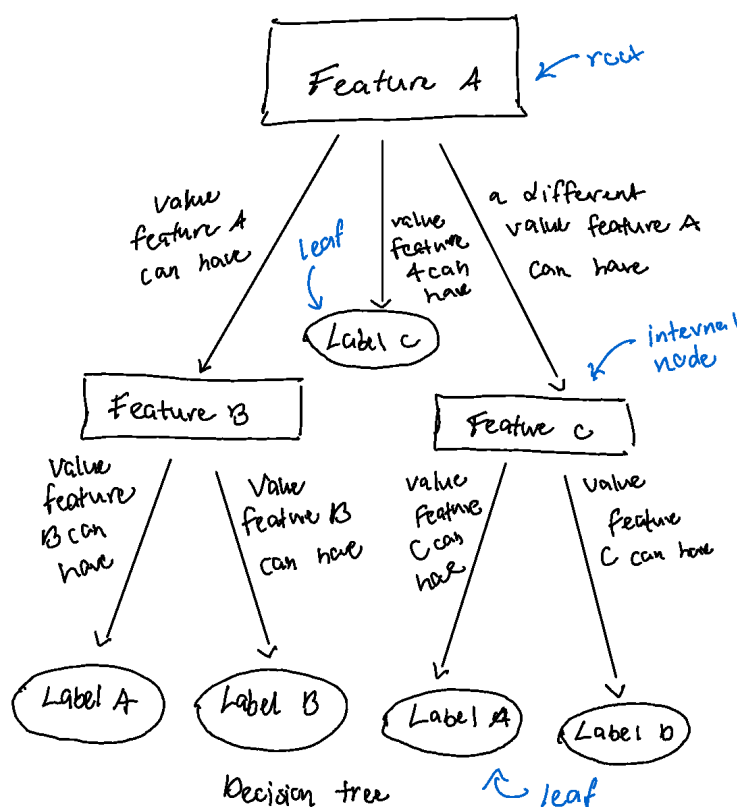 Feature A
root
value
feature A
can have
leaf
value
feature
A can
have
a different
value feature A
can have
Label C
internal
node
Feature B
Feature C
value
feature
B can
have
value
feature B
can have
value
feature
C can
have
value
feature
C can have
Label A
Label B
Label A
Label D
Decision tree
leaf